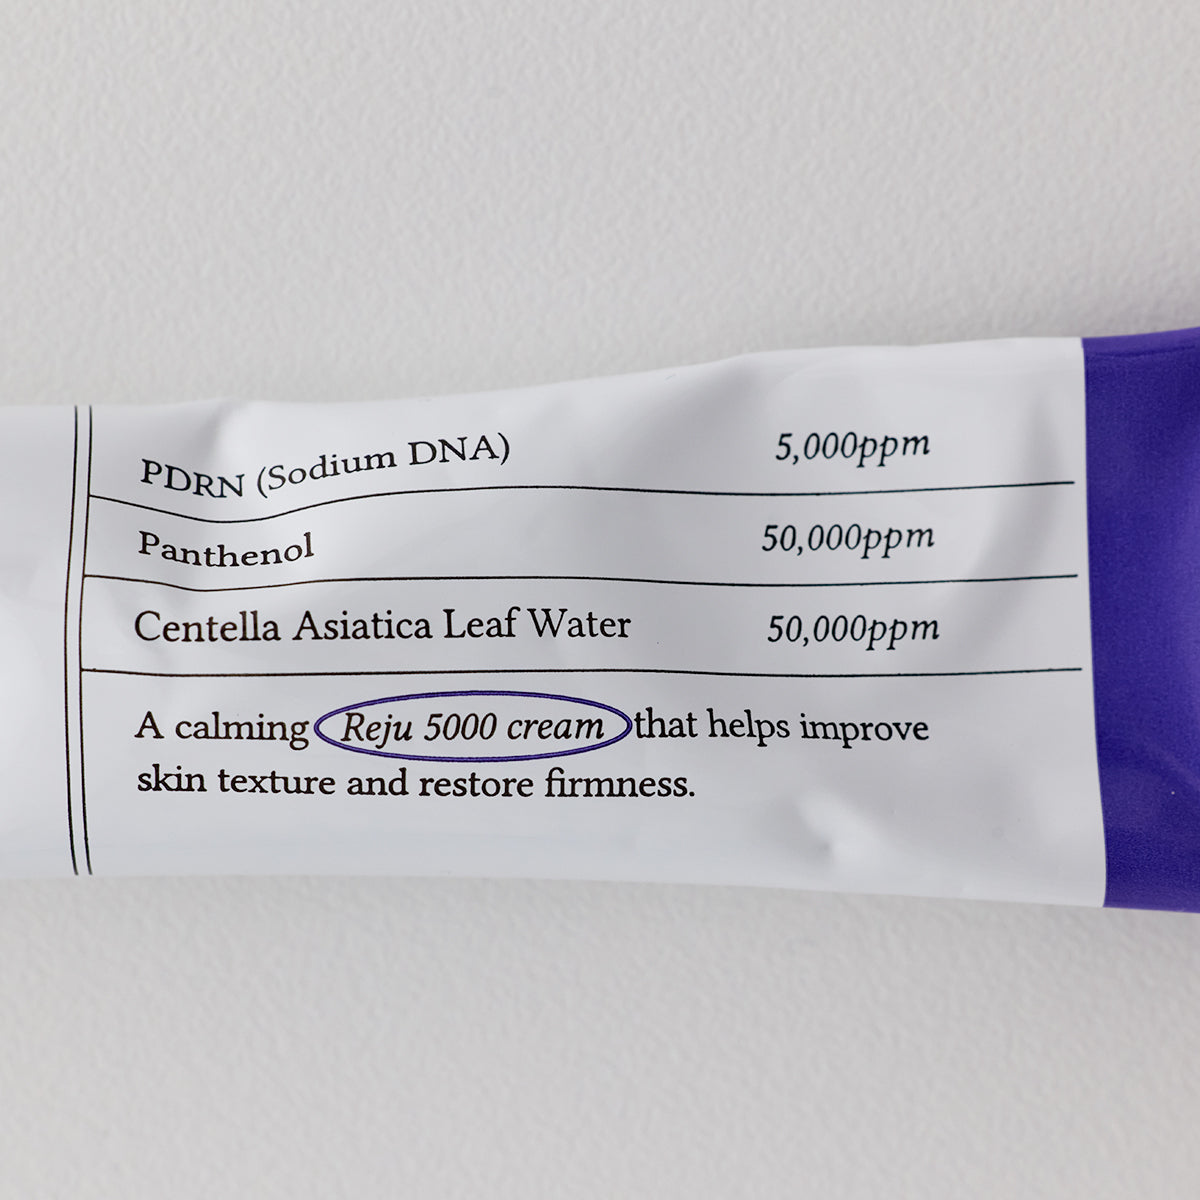 PDRN (Sodium DNA) 5,000ppm
Panthenol 50,000ppm
Centella Asiatica Leaf Water 50,000ppm
A calming Reju 5000 cream that helps improve
skin texture and restore firmness.